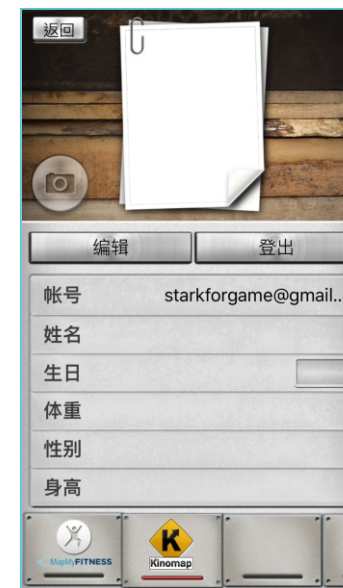 返回
编辑 登出
帐号 starkforgame@gmail..
姓名
生日
体重
性别
身高
MapMyFITNESS
Kinomap